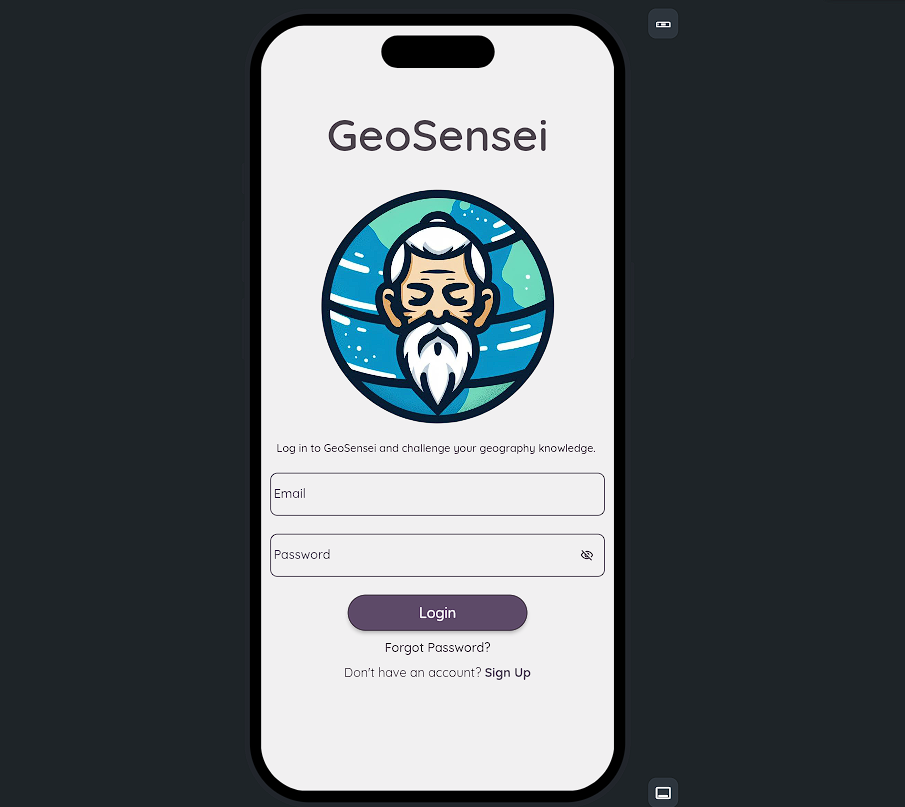 GeoSensei
Log in to GeoSensei and challenge your geography knowledge.
Email
Password
Login
Forgot Password?
Don't have an account? Sign Up